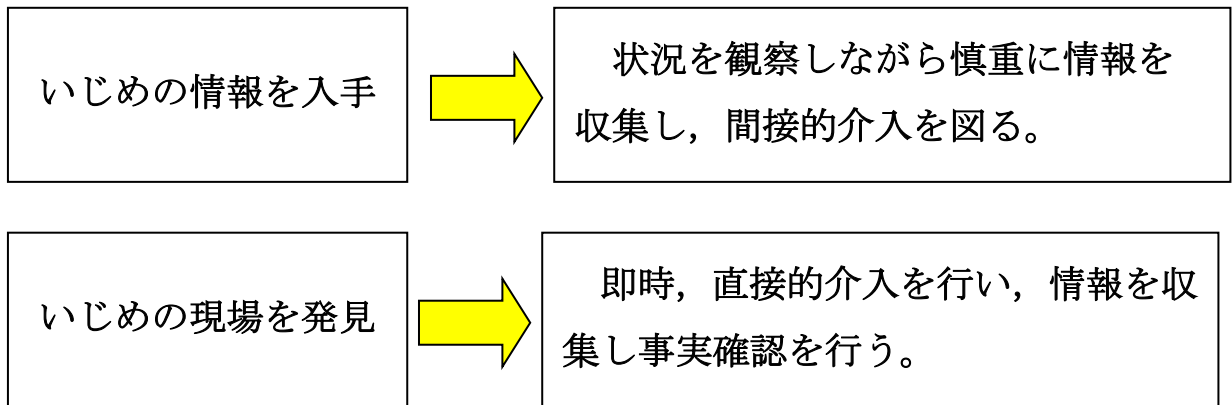 いじめの情報を入手
状況を観察しながら慎重に情報を
収集し，間接的介入を図る。
いじめの現場を発見
即時，直接的介入を行い，情報を収
集し事実確認を行う。